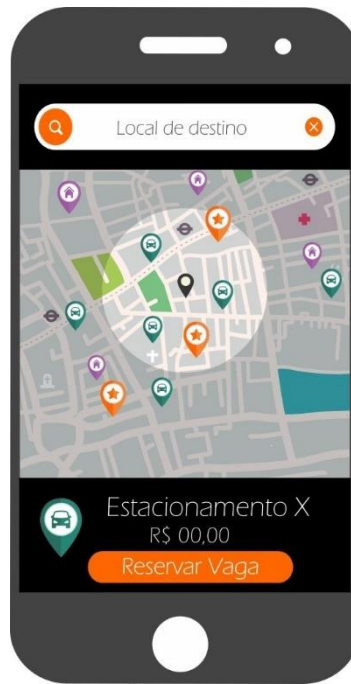 Local de destino
Estacionamento X
R$ 00,00
Reservar Vaga